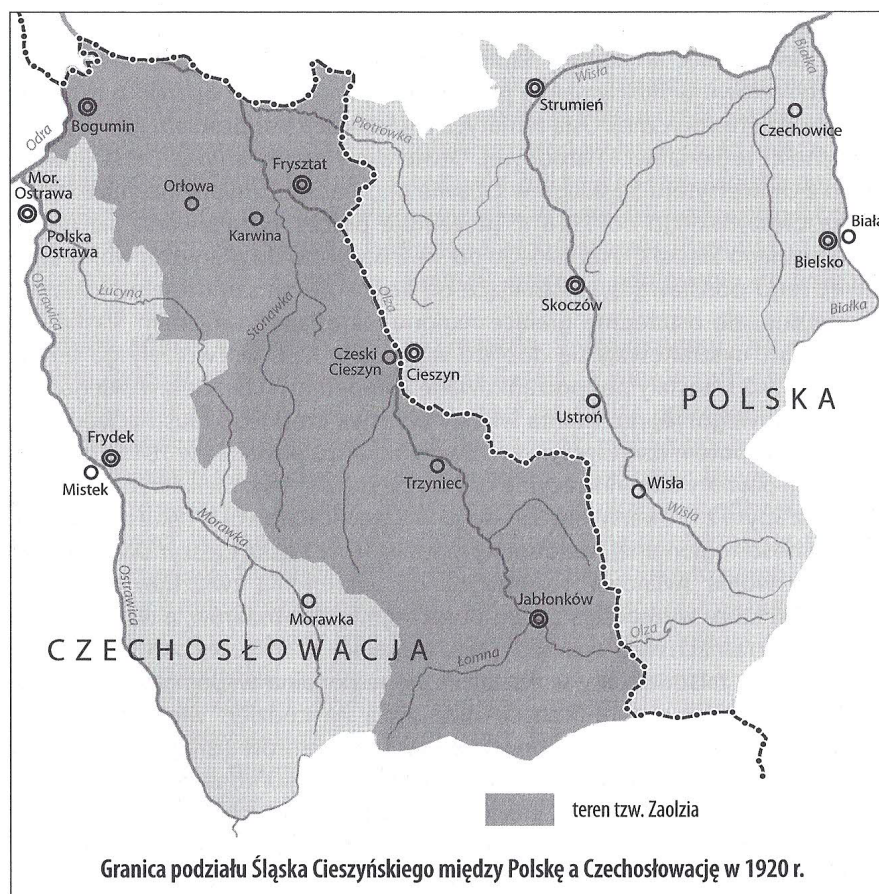 Białka
Wisła
Strumień
Czechowice
Odra
Bogumin
Piotrówka
Frysztat
Mor.
Ostrawa
Orłowa
Polska
Ostrawa
Karwina
Biała
Bielsko
Ostrawica
Łucyna
Stonawka
Olza
Skoczów
Białka
Czeski
Cieszyn
Cieszyn
POLSKA
Ustroń
Frydek
Mistek
Trzyniec
Wisła
Wisła
Morawka
Ostrawica
Morawka
Jabłonków
Olza
CZECHOSŁOWACJA
Łomna
teren tzw. Zaolzia
Granica podziału Śląska Cieszyńskiego między Polskę a Czechosłowację w 1920 r.